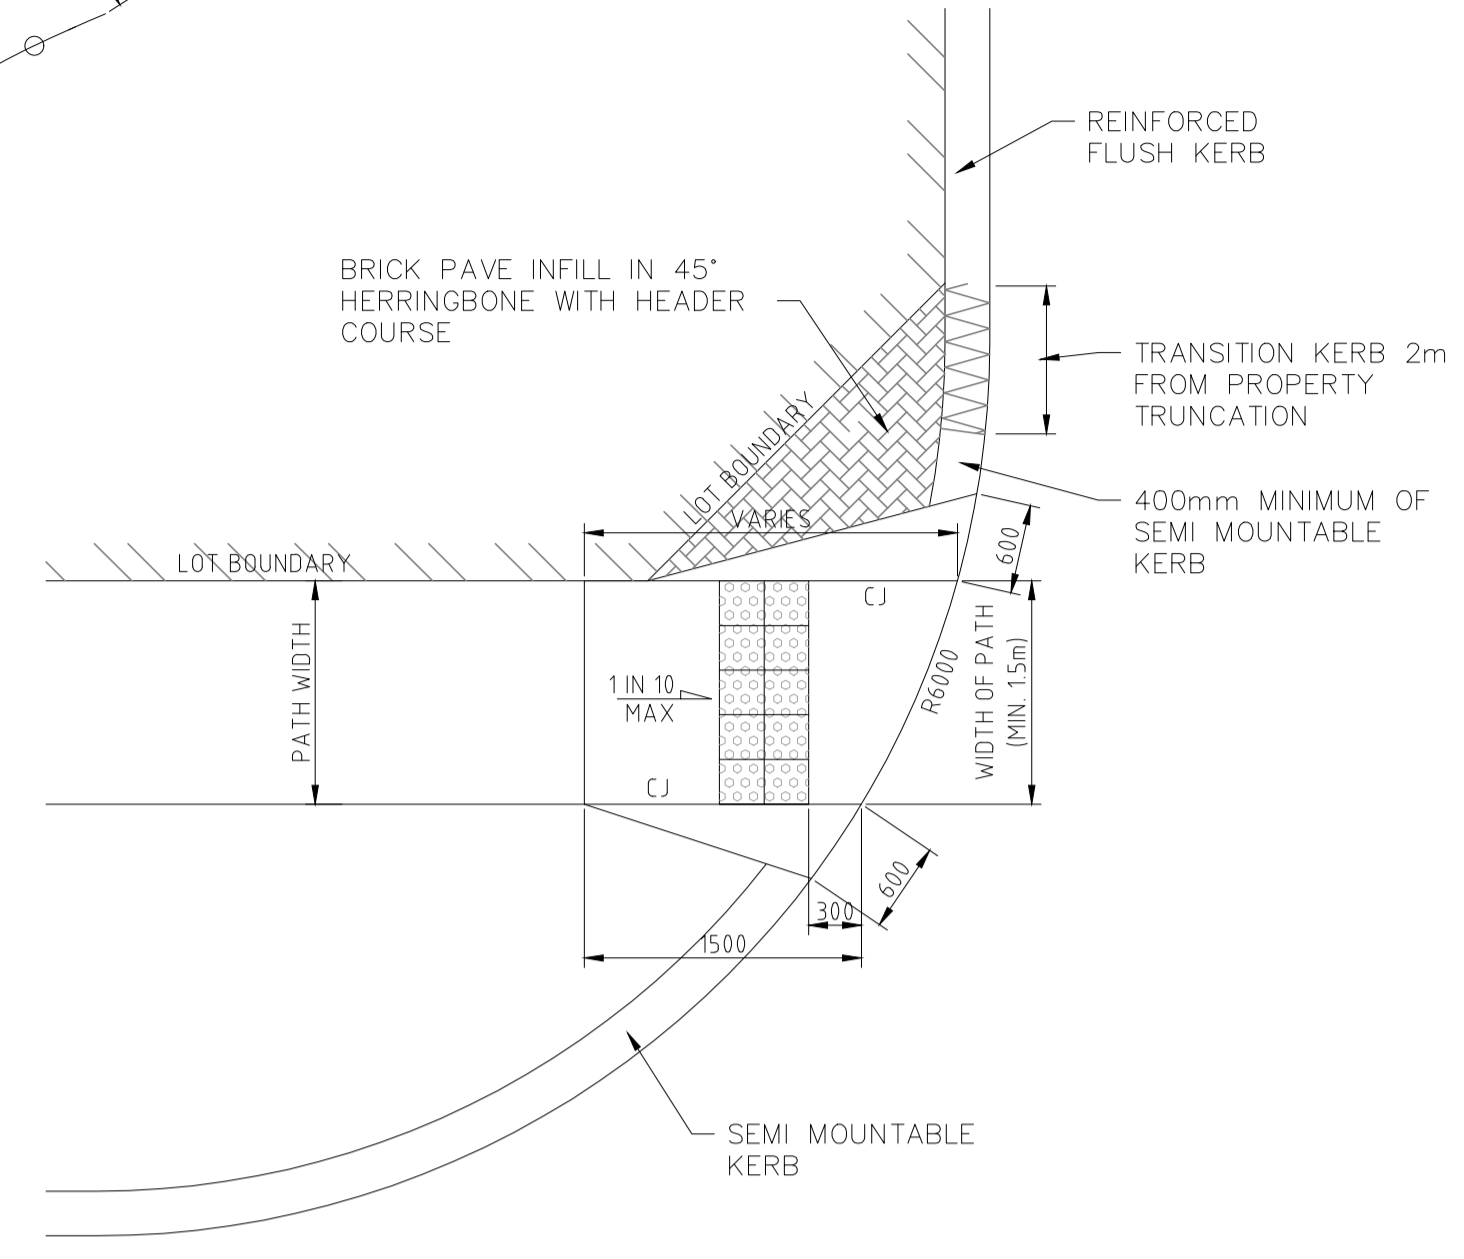 REINFORCED
FLUSH KERB
BRICK PAVE INFILL IN 45°
HERRINGBONE WITH HEADER
COURSE
TRANSITION KERB 2m
FROM PROPERTY
TRUNCATION
LOT BOUNDARY
400mm MINIMUM OF
SEMI MOUNTABLE
KERB
VARIES
600
LOT BOUNDARY
CJ
PATH WIDTH
1 IN 10
MAX
R6000
WIDTH OF PATH
(MIN. 1.5m)
CJ
600
300
1500
SEMI MOUNTABLE
KERB